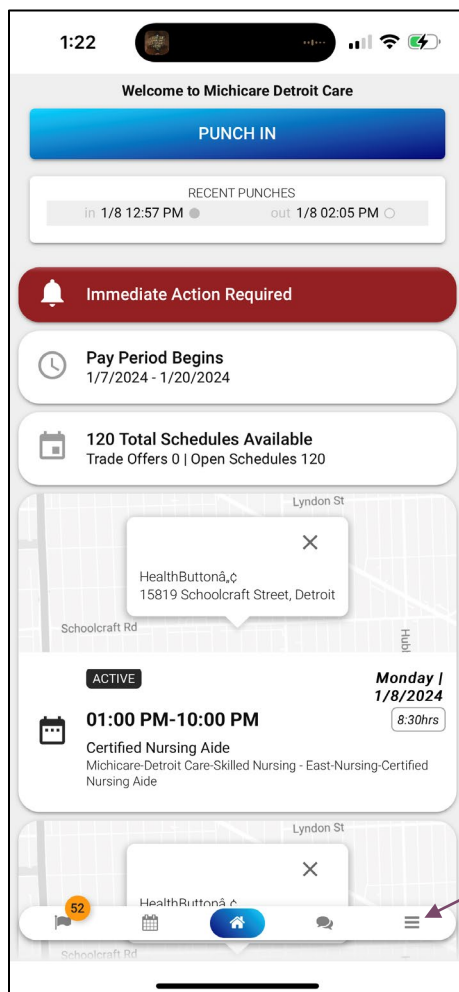 1:22
Welcome to Michicare Detroit Care
PUNCH IN
RECENT PUNCHES
in 1/8 12:57 PM out 1/8 02:05 PM
Immediate Action Required
Pay Period Begins
1/7/2024 - 1/20/2024
120 Total Schedules Available
Trade Offers 0 | Open Schedules 120
Lyndon St
HealthButtonâ„¢
15819 Schoolcraft Street, Detroit
Schoolcraft Rd
Hubl
ACTIVE
Monday |
1/8/2024
01:00 PM-10:00 PM
8:30hrs
Certified Nursing Aide
Michicare-Detroit Care-Skilled Nursing - East-Nursing-Certified
Nursing Aide
Lyndon St
HealthButtonâ„¢
52
Schoolcraft Rd